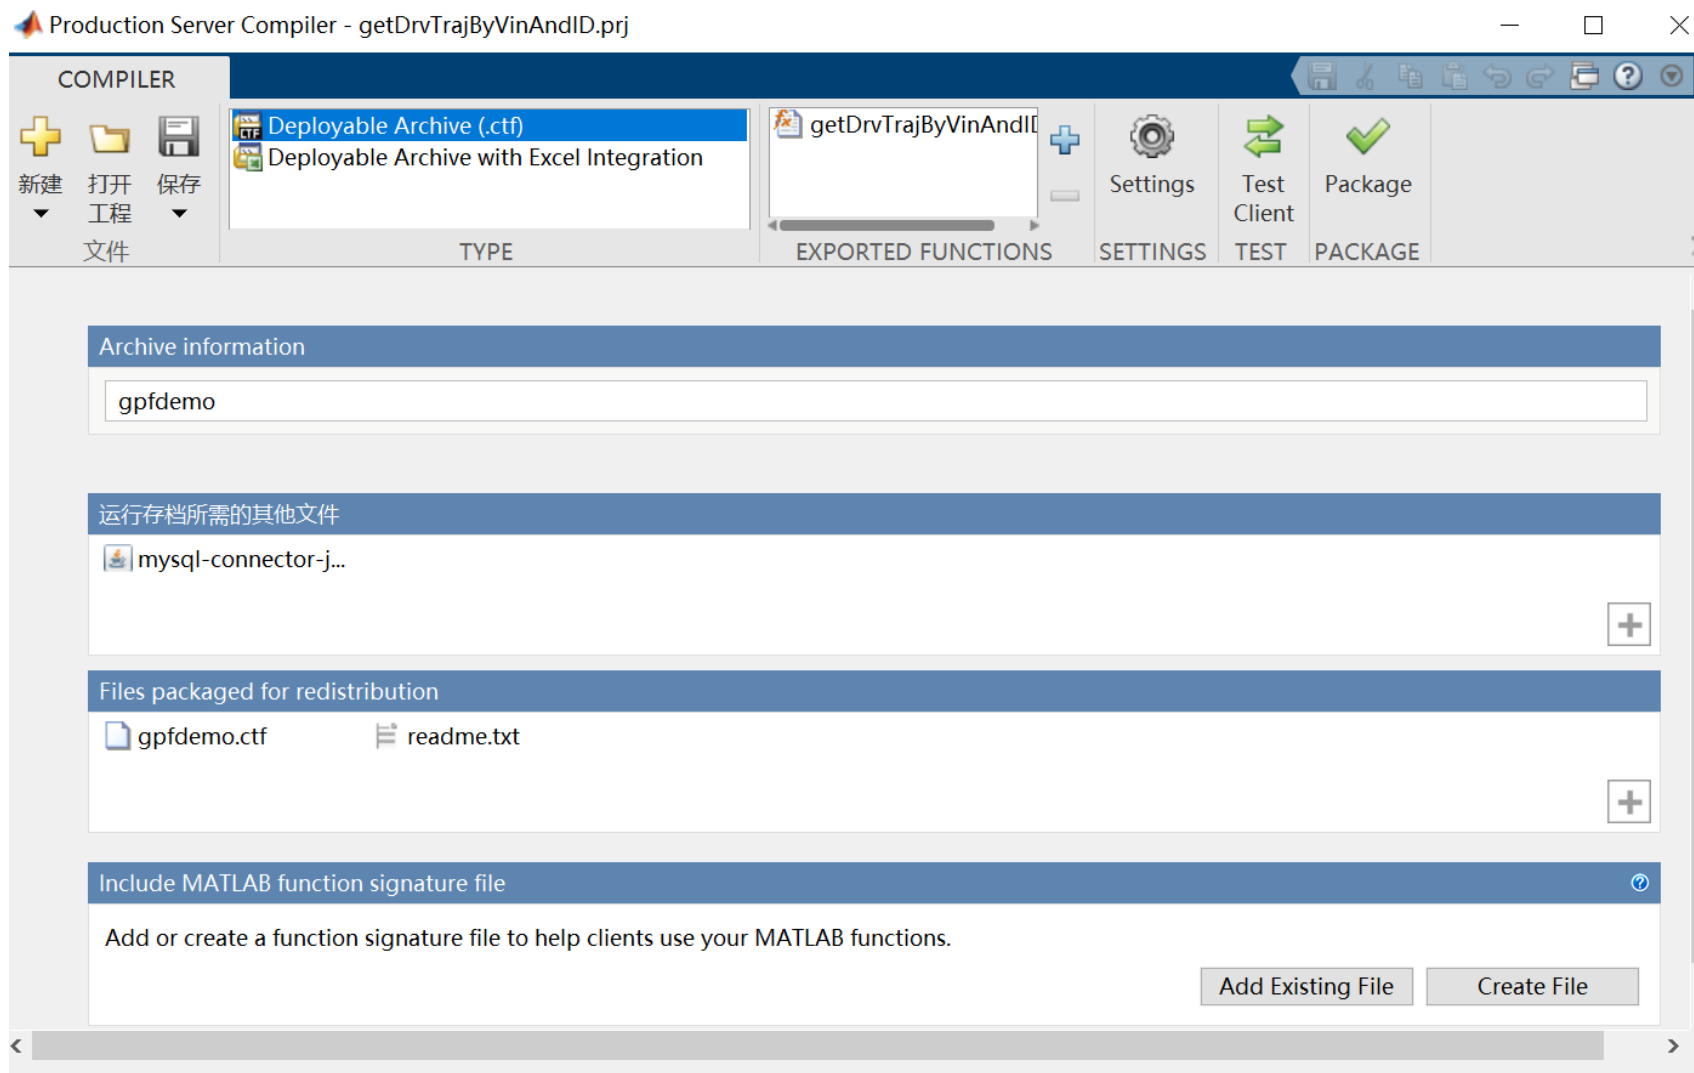 Production Server Compiler - getDrvTrajByVinAndID.prj
COMPILER
新建
打开
工程
保存
文件
Deployable Archive (.ctf)
Deployable Archive with Excel Integration
TYPE
getDrvTrajByVinAndID
EXPORTED FUNCTIONS
Settings
SETTINGS
Test
Client
TEST
Package
PACKAGE
Archive information
gpfdemo
运行存档所需的其他文件
mysql-connector-j...
Files packaged for redistribution
gpfdemo.ctf
readme.txt
Include MATLAB function signature file
Add or create a function signature file to help clients use your MATLAB functions.
Add Existing File
Create File